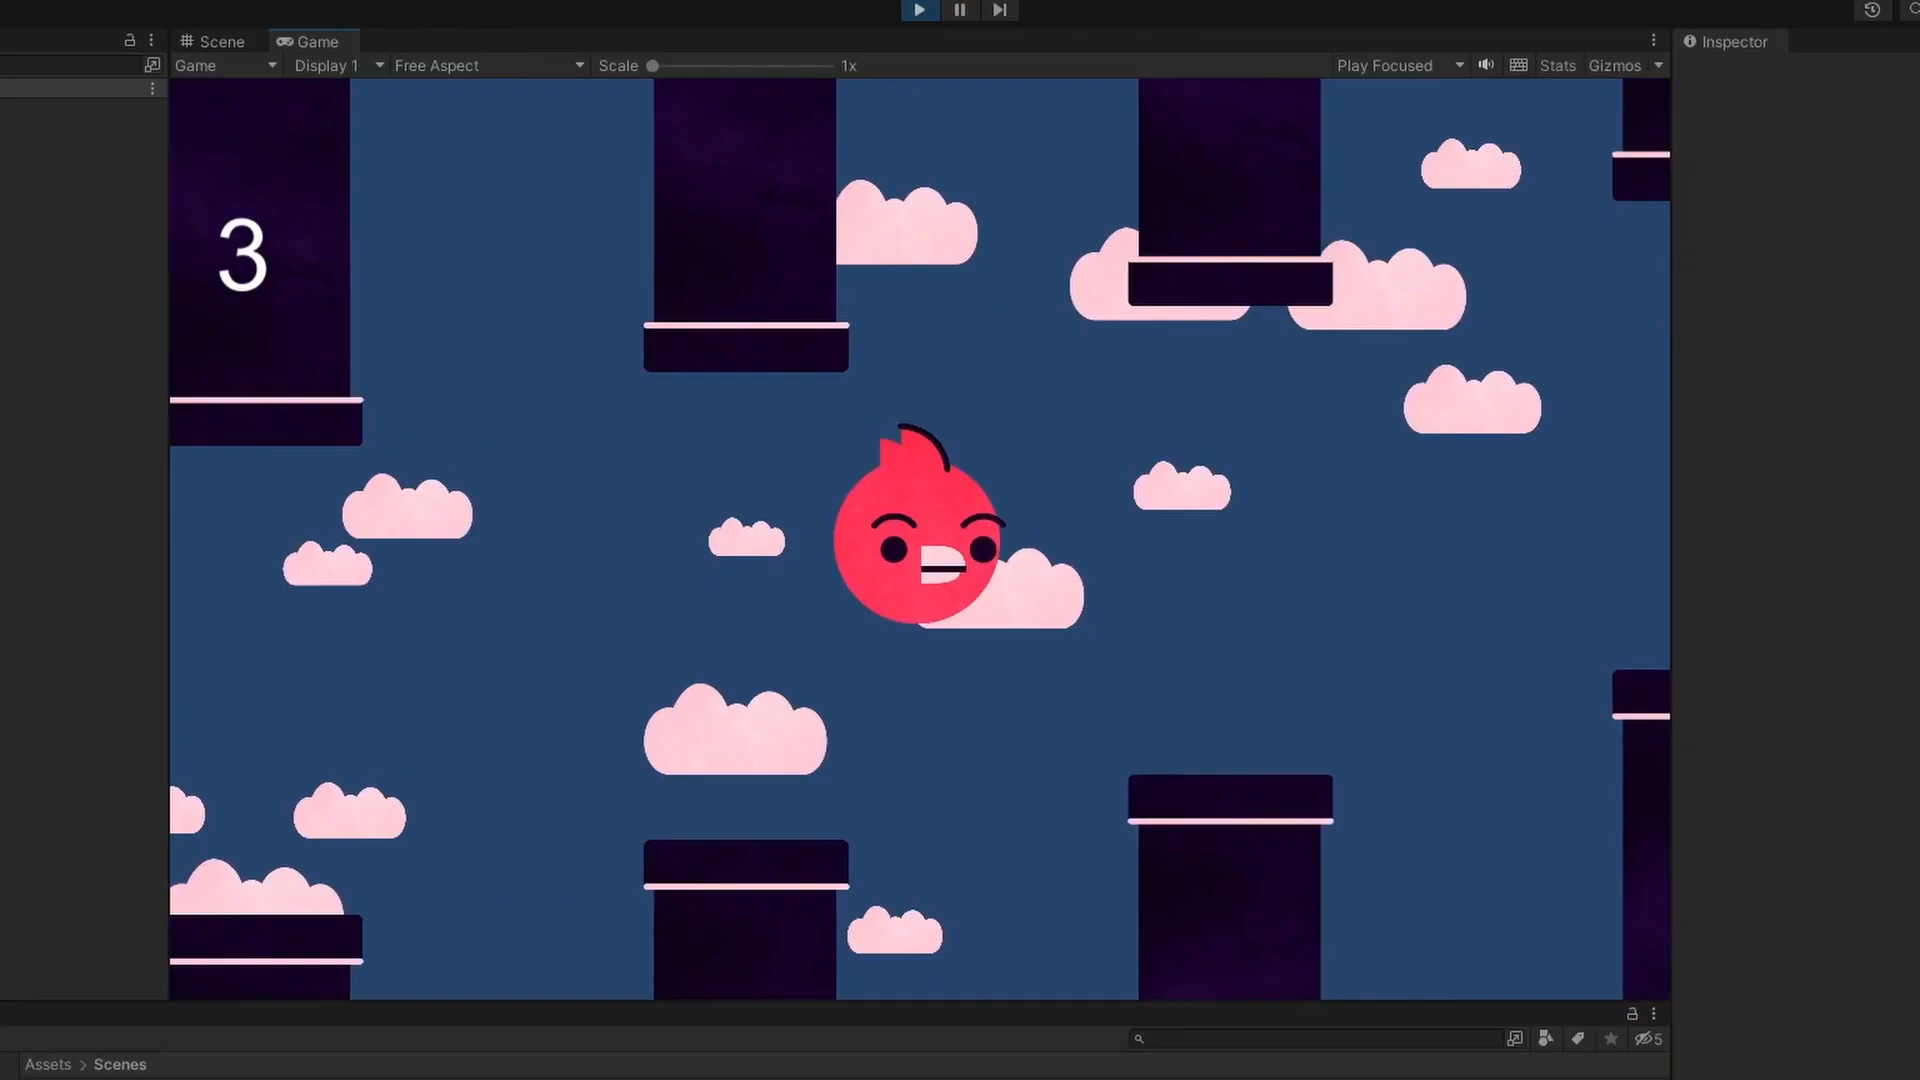 Scene
Game
Inspector
Game
Display 1
Free Aspect
Scale
1x
Play Focused
Stats
Gizmos
3
5
Assets > Scenes